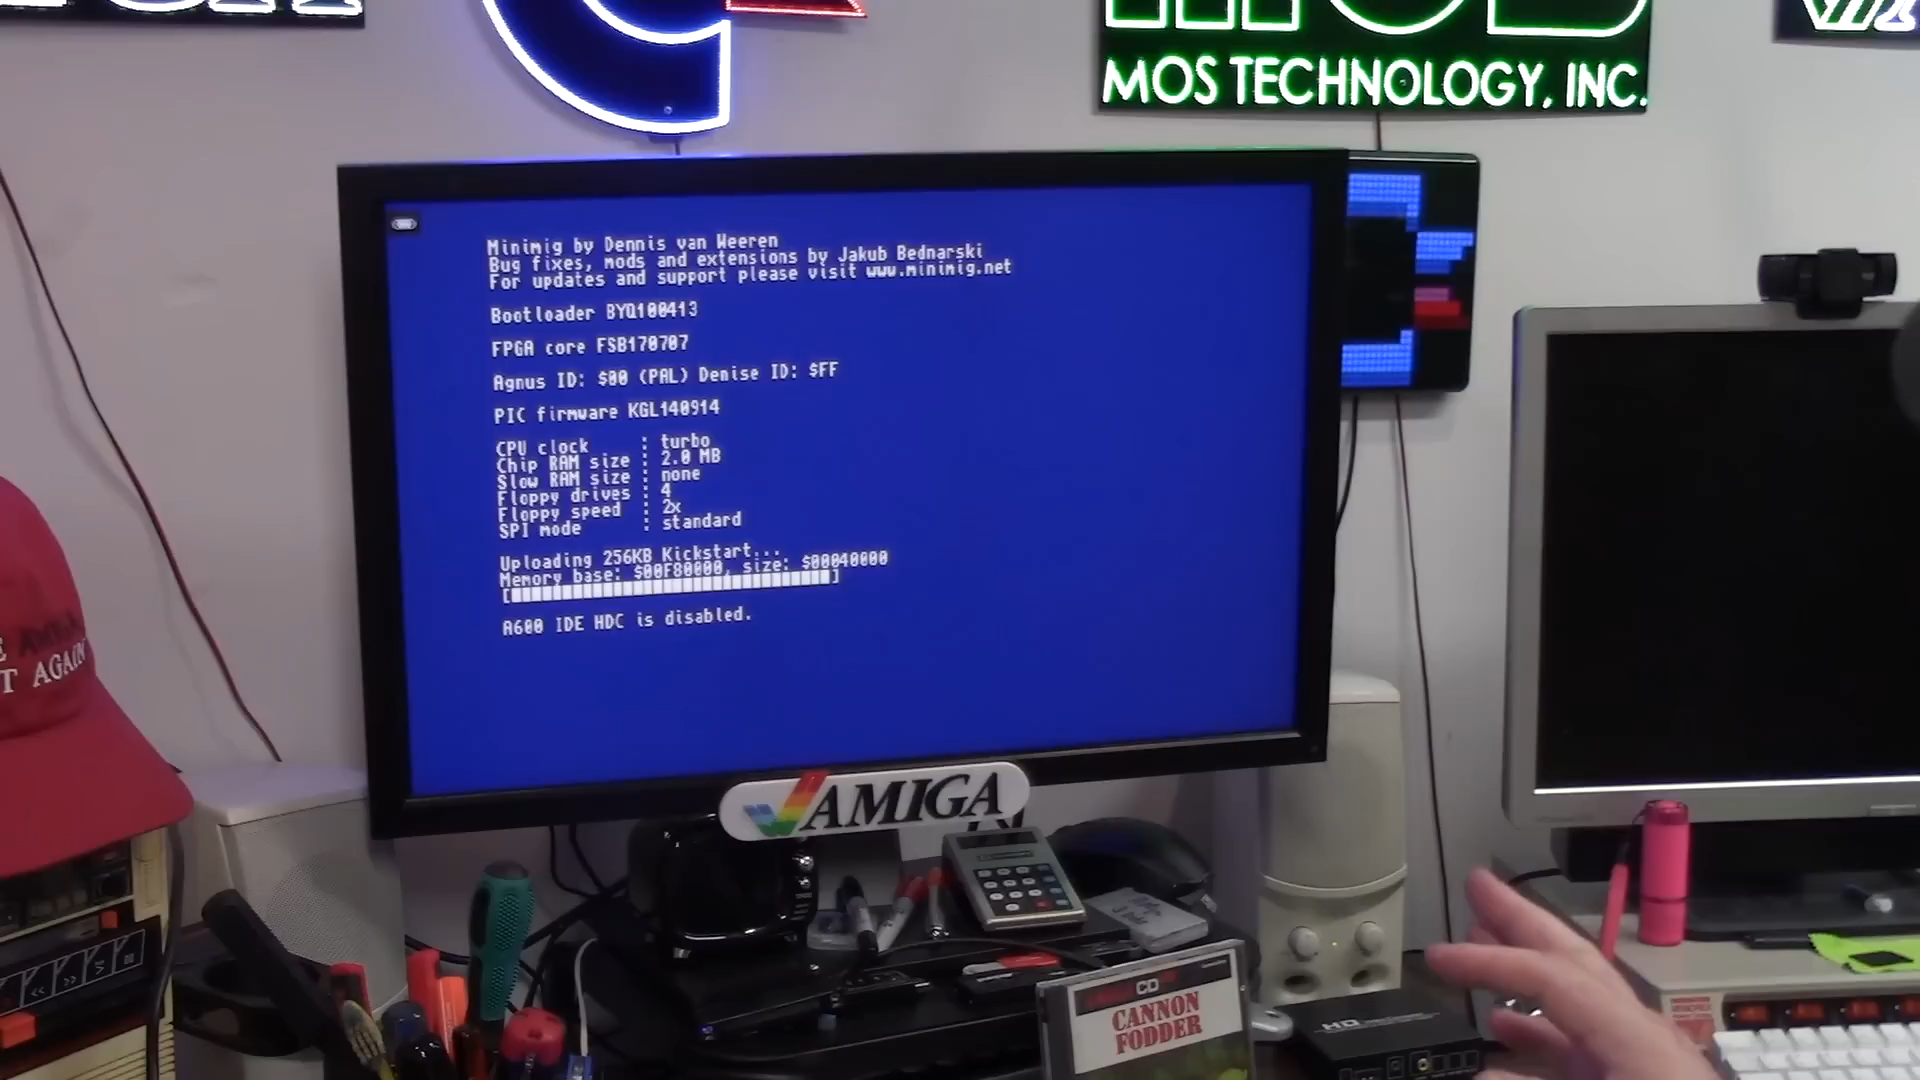 MOS TECHNOLOGY, INC.
Minimig by Dennis van Weeren
Bug fixes, mods and extensions by Jakub Bednarski
For updates and support please visit www.minimig.net
Bootloader BYQ100413
FPGA core FSB170707
Agnus ID: $00 (PAL) Denise ID: $FF
PIC firmware KGL140914
CPU clock : turbo
Chip RAM size : 2.0 MB
Slow RAM size : none
Floppy drives : 4
Floppy speed : 2x
SPI mode : standard
Uploading 256KB Kickstart...
Memory base: $00F80000, size: $00040000
[ ]
A600 IDE HDC is disabled.
T AGAIN
AMIGA
CD
CANNON
FODDER
HD